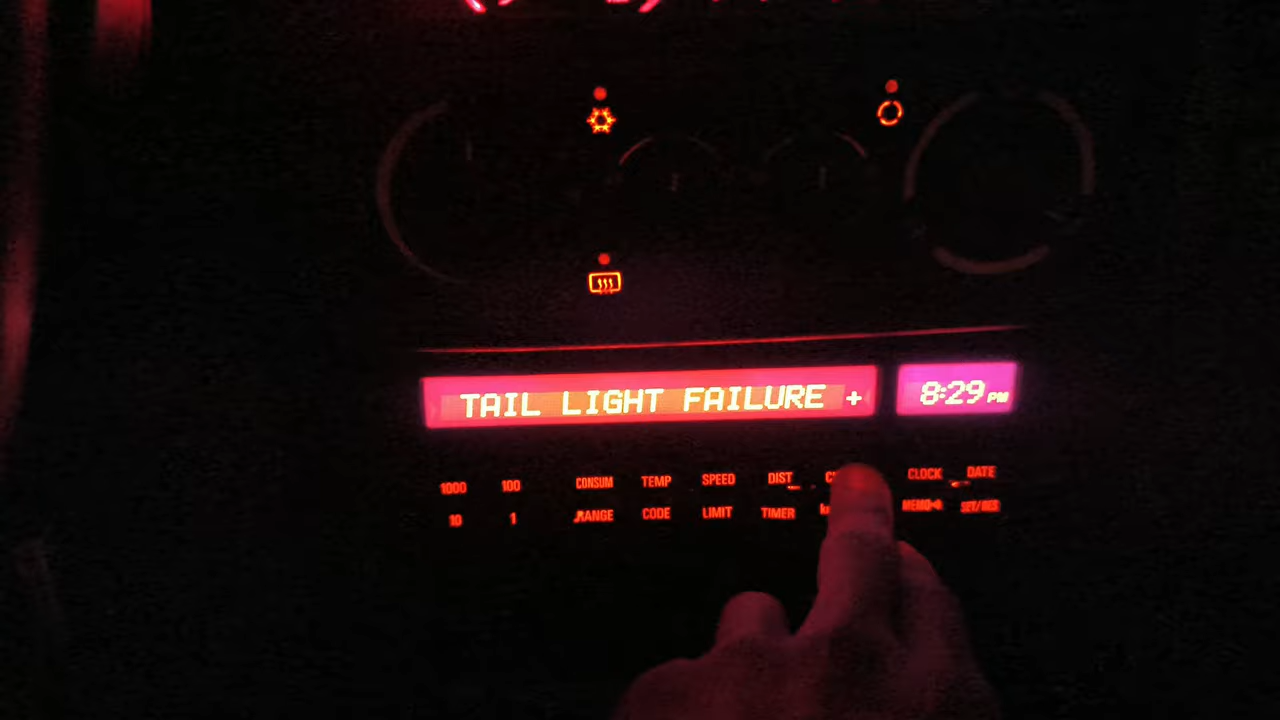 TAIL LIGHT FAILURE + 8:29 PM
1000 100 CONSUM TEMP SPEED DIST CLOCK DATE
10 1 RANGE CODE LIMIT TIMER MEMO SET/RES